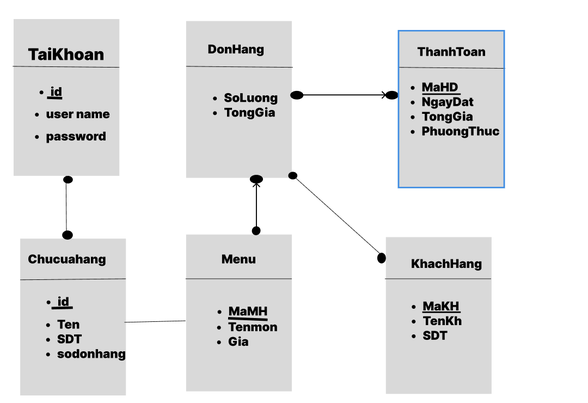 TaiKhoan
id
user name
password
DonHang
SoLuong
TongGia
ThanhToan
MaHD
NgayDat
TongGia
PhuongThuc
Chucuahang
id
Ten
SDT
sodonhang
Menu
MaMH
Tenmon
Gia
KhachHang
MaKH
TenKh
SDT